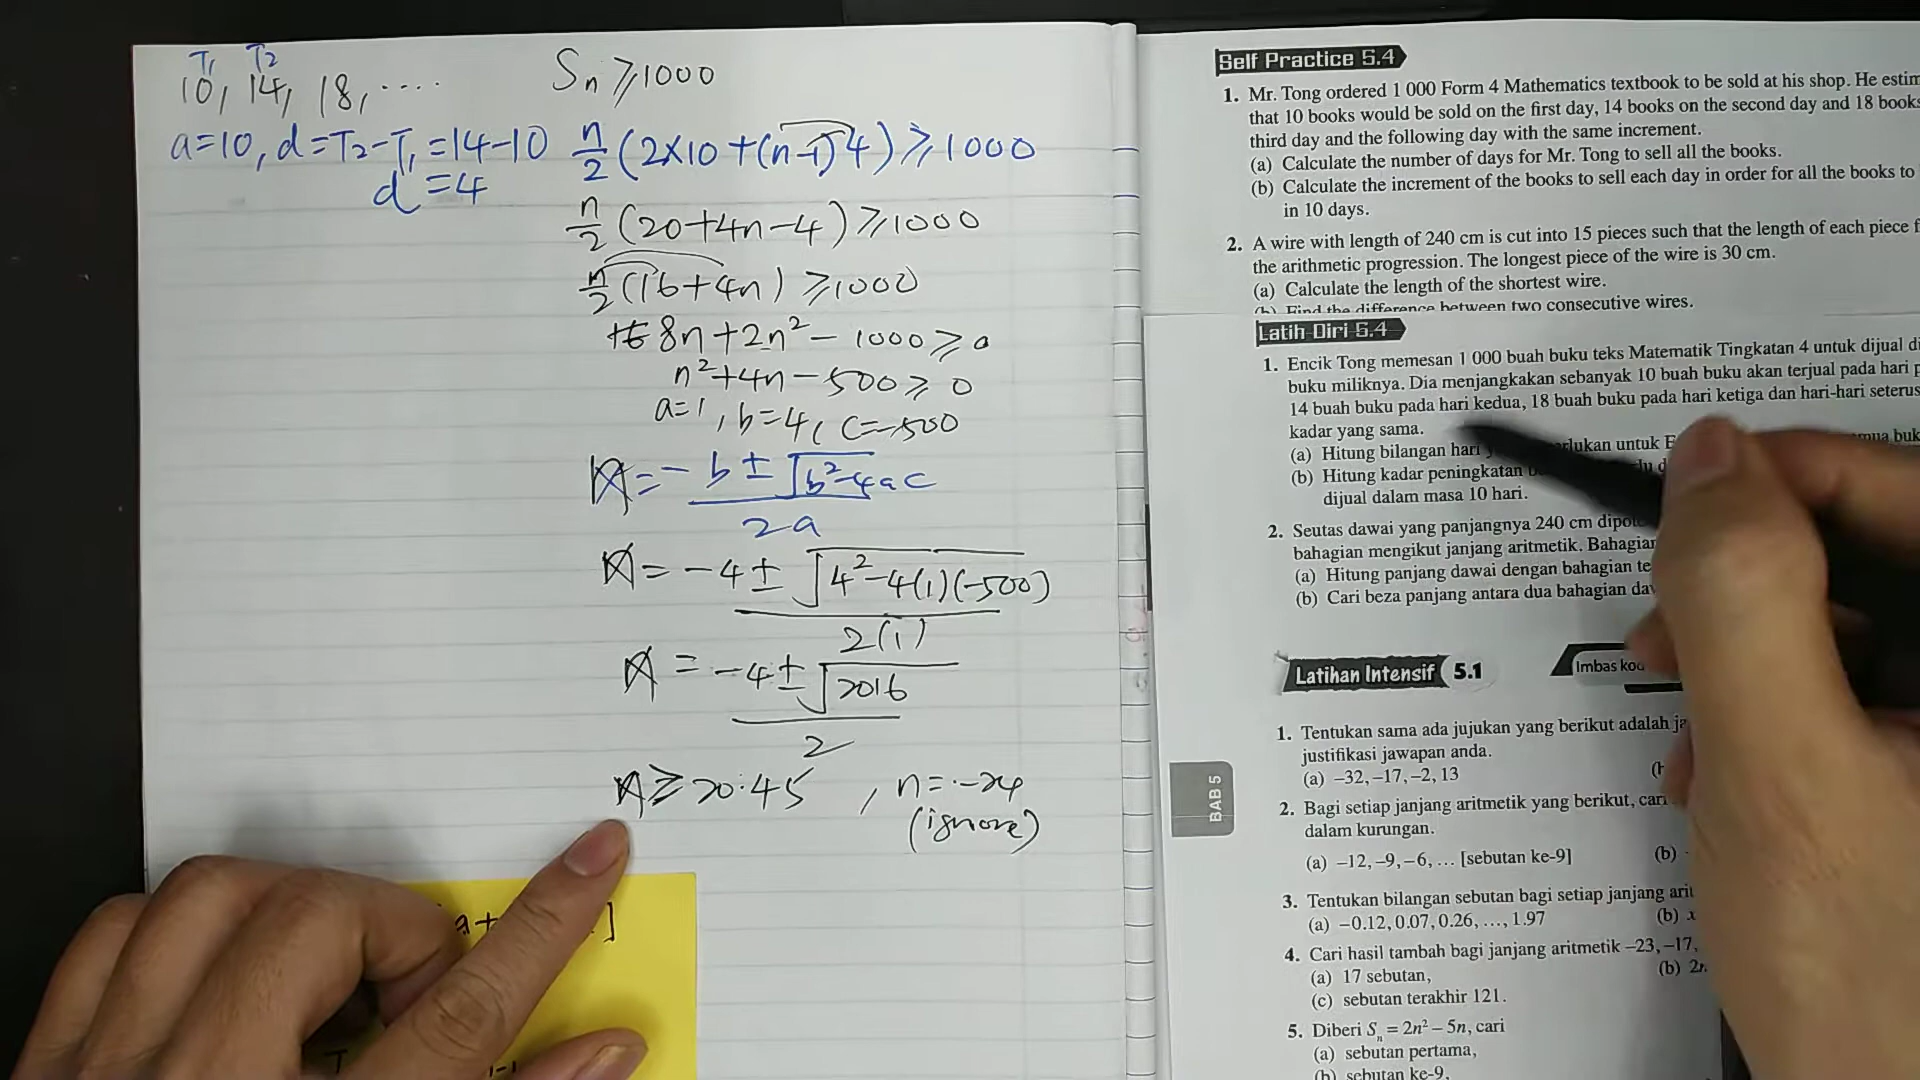 T₁ T₂
10, 14, 18, ....
a=10, d=T₂-T₁=14-10
d=4
Sₙ ≥ 1000
n/2 (2×10+(n-1)4) ≥ 1000
n/2 (20+4n-4) ≥ 1000
n/2 (16+4n) ≥ 1000
8n+2n²-1000 ≥ 0
n²+4n-500 ≥ 0
a=1, b=4, c=-500
= -b±√b²-4ac / 2a
= -4±√4²-4(1)(-500) / 2(1)
= -4±√2016 / 2
n ≥ 20.45, n=-24
(ignore)
a+ ]
T
Self Practice 5.4
1. Mr. Tong ordered 1 000 Form 4 Mathematics textbook to be sold at his shop. He
that 10 books would be sold on the first day, 14 books on the second day and 18 books
third day and the following day with the same increment.
(a) Calculate the number of days for Mr. Tong to sell all the books.
(b) Calculate the increment of the books to sell each day in order for all the books to
in 10 days.
2. A wire with length of 240 cm is cut into 15 pieces such that the length of each piece
the arithmetic progression. The longest piece of the wire is 30 cm.
(a) Calculate the length of the shortest wire.
(b) Find the difference between two consecutive wires.
Latih Diri 5.4
1. Encik Tong memesan 1 000 buah buku teks Matematik Tingkatan 4 untuk dijual di
buku miliknya. Dia menjangkakan sebanyak 10 buah buku akan terjual pada hari
14 buah buku pada hari kedua, 18 buah buku pada hari ketiga dan hari-hari
kadar yang sama.
(a) Hitung bilangan hari untuk
(b) Hitung kadar peningkatan
dijual dalam masa 10 hari.
2. Seutas dawai yang panjangnya 240 cm
bahagian mengikut janjang aritmetik. Bahagian
(a) Hitung panjang dawai dengan bahagian
(b) Cari beza panjang antara dua bahagian
Latihan Intensif 5.1
Imbas
1. Tentukan sama ada jujukan yang berikut adalah
justifikasi jawapan anda.
(a) –32, –17, –2, 13
2. Bagi setiap janjang aritmetik yang berikut, cari
dalam kurungan.
(a) –12, –9, –6, … [sebutan ke-9] (b)
3. Tentukan bilangan sebutan bagi setiap janjang
(a) –0.12, 0.07, 0.26, …, 1.97 (b) x
4. Cari hasil tambah bagi janjang aritmetik –23, –17,
(a) 17 sebutan, (b) 2n
(c) sebutan terakhir 121.
5. Diberi Sₙ = 2n² – 5n, cari
(a) sebutan pertama,
(b) sebutan ke-9,
BAB 5